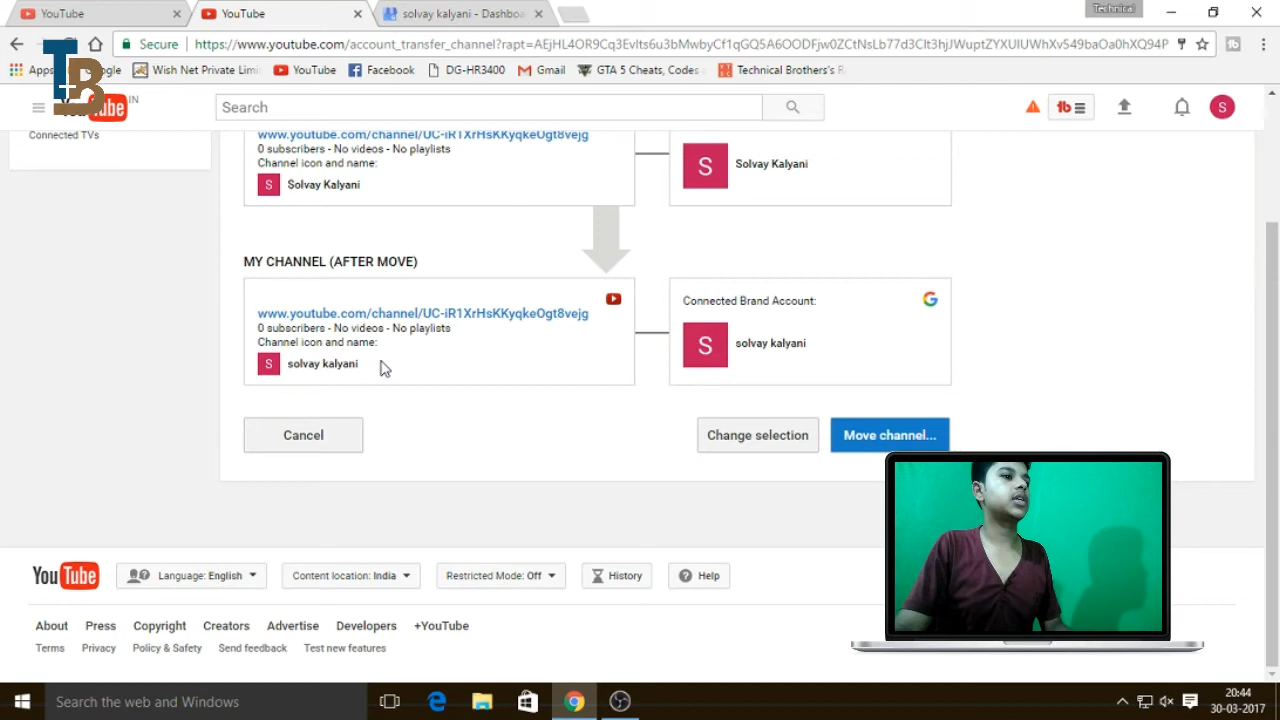 YouTube
YouTube
solvay kalyani - Dashbo
Technical
Secure
https://www.youtube.com/account_transfer_channel?rapt=AEjHL4OR9Cq3EvIts6u3bMwbyCf1qOQ5A6OODFjw0ZCtNsLb77d3Clt3hjJWuptZYXUIUWhXv549baOa0hXQ94P
Apps
Wish Net Private Limi
YouTube
Facebook
DG-HR3400
Gmail
GTA 5 Cheats, Codes
Technical Brother's R
TB
IN
Search
S
Connected TVs
www.youtube.com/channel/UC-iR1XrHsKKyqkeOgt8vejg
0 subscribers - No videos - No playlists
Channel icon and name:
S Solvay Kalyani
S Solvay Kalyani
MY CHANNEL (AFTER MOVE)
www.youtube.com/channel/UC-iR1XrHsKKyqkeOgt8vejg
0 subscribers - No videos - No playlists
Channel icon and name:
S solvay kalyani
Connected Brand Account:
S solvay kalyani
Cancel
Change selection
Move channel...
YouTube
Language: English
Content location: India
Restricted Mode: Off
History
Help
About Press Copyright Creators Advertise Developers +YouTube
Terms Privacy Policy & Safety Send feedback Test new features
Search the web and Windows
20:44
30-03-2017